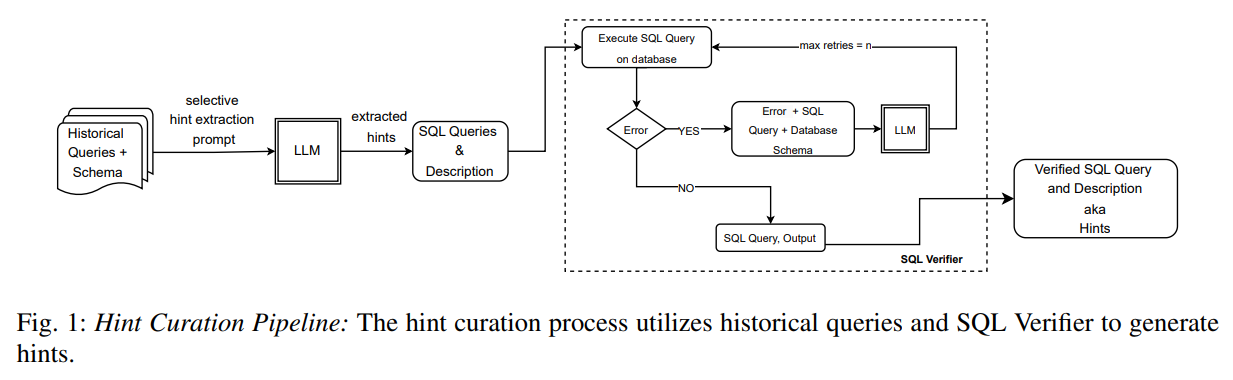 Historical
Queries +
Schema
selective
hint extraction
prompt
LLM
extracted
hints
SQL Queries
&
Description
Execute SQL Query
on database
max retries = n
Error
YES
Error + SQL
Query + Database
Schema
LLM
NO
SQL Query, Output
SQL Verifier
Verified SQL Query
and Description
aka
Hints
Fig. 1: Hint Curation Pipeline: The hint curation process utilizes historical queries and SQL Verifier to generate
hints.